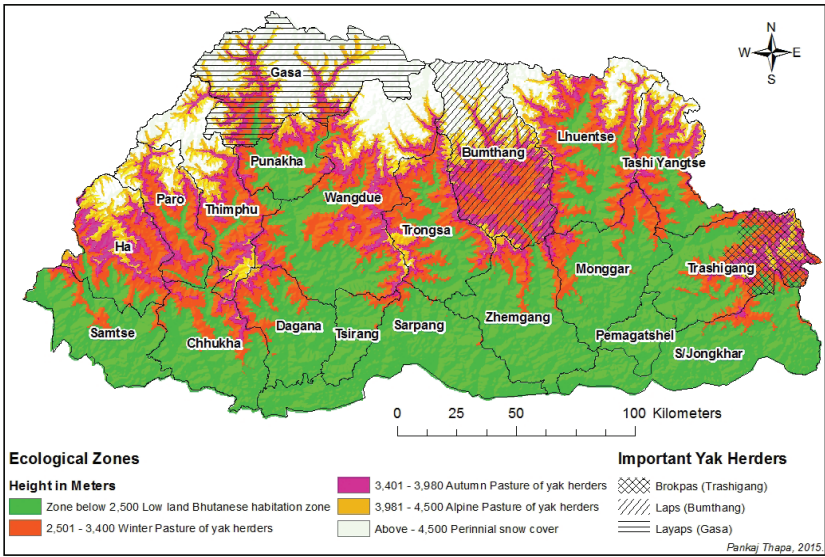 N
W E
S
Gasa
Punakha
Bumthang
Lhuentse
Tashi Yangtse
Paro
Thimphu
Wangdue
Trongsa
Ha
Monggar
Trashigang
Samtse
Chhukha
Dagana
Tsirang
Sarpang
Zhemgang
Pemagatshel
S/Jongkhar
0 25 50 100 Kilometers
Ecological Zones
Height in Meters
Zone below 2,500 Low land Bhutanese habitation zone
2,501 - 3,400 Winter Pasture of yak herders
3,401 - 3,980 Autumn Pasture of yak herders
3,981 - 4,500 Alpine Pasture of yak herders
Above - 4,500 Perinnial snow cover
Important Yak Herders
Brokpas (Trashigang)
Laps (Bumthang)
Layaps (Gasa)
Pankaj Thapa, 2015.